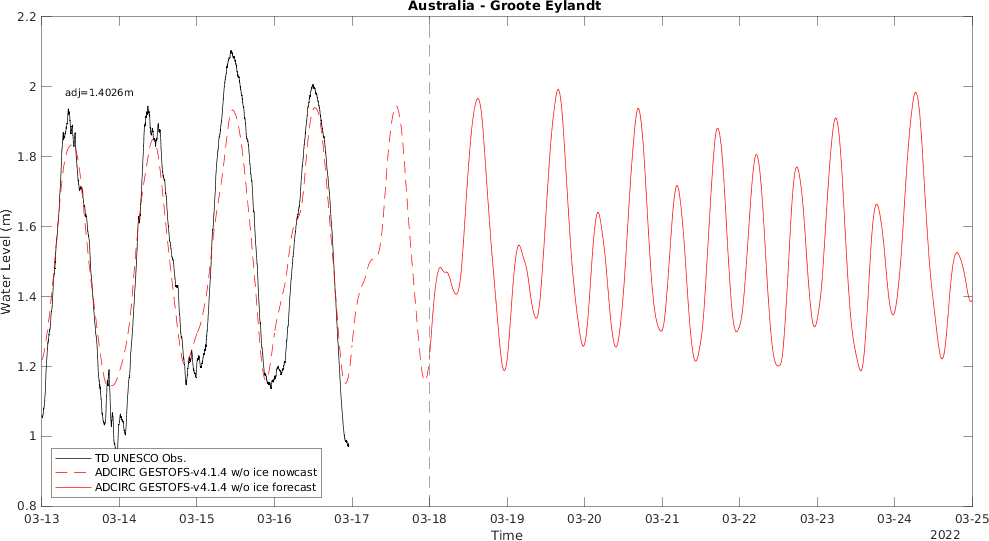 Australia - Groote Eylandt
2.2
adj=1.4026m
2
1.8
1.6
1.4
1.2
1
0.8
Water Level (m)
TD UNESCO Obs.
ADCIRC GESTOFS-v4.1.4 w/o ice nowcast
ADCIRC GESTOFS-v4.1.4 w/o ice forecast
03-13 03-14 03-15 03-16 03-17 03-18 03-19 03-20 03-21 03-22 03-23 03-24 03-25
Time
2022